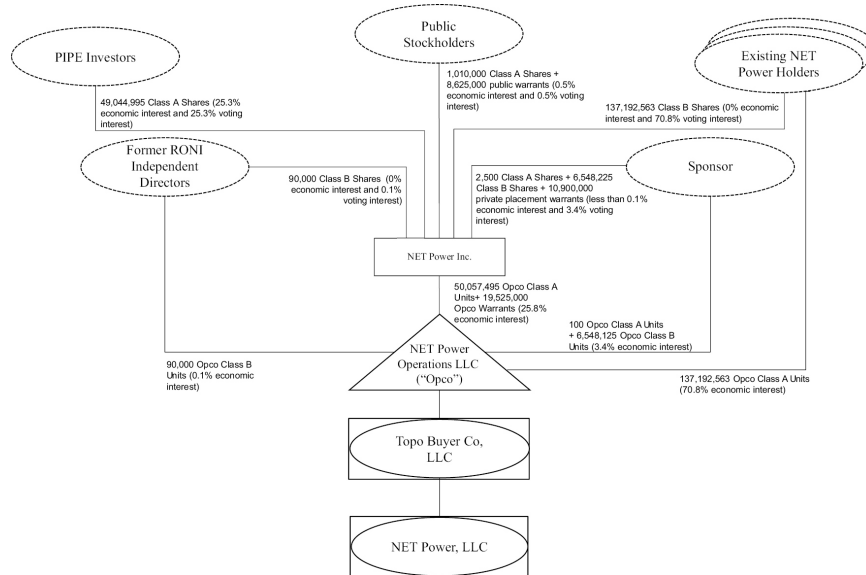 Public
Stockholders
PIPE Investors
Existing NET
Power Holders
49,044,995 Class A Shares (25.3%
economic interest and 25.3% voting
interest)
1,010,000 Class A Shares +
8,625,000 public warrants (0.5%
economic interest and 0.5% voting
interest)
137,192,563 Class B Shares (0% economic
interest and 70.8% voting interest)
Former RONI
Independent
Directors
90,000 Class B Shares (0%
economic interest and 0.1%
voting interest)
2,500 Class A Shares + 6,548,225
Class B Shares + 10,900,000
private placement warrants (less than 0.1%
economic interest and 3.4% voting
interest)
Sponsor
NET Power Inc.
50,057,495 Opco Class A
Units+ 19,525,000
Opco Warrants (25.8%
economic interest)
90,000 Opco Class B
Units (0.1% economic
interest)
NET Power
Operations LLC
(“Opco”)
100 Opco Class A Units
+ 6,548,125 Opco Class B
Units (3.4% economic interest)
137,192,563 Opco Class A Units
(70.8% economic interest)
Topo Buyer Co,
LLC
NET Power, LLC